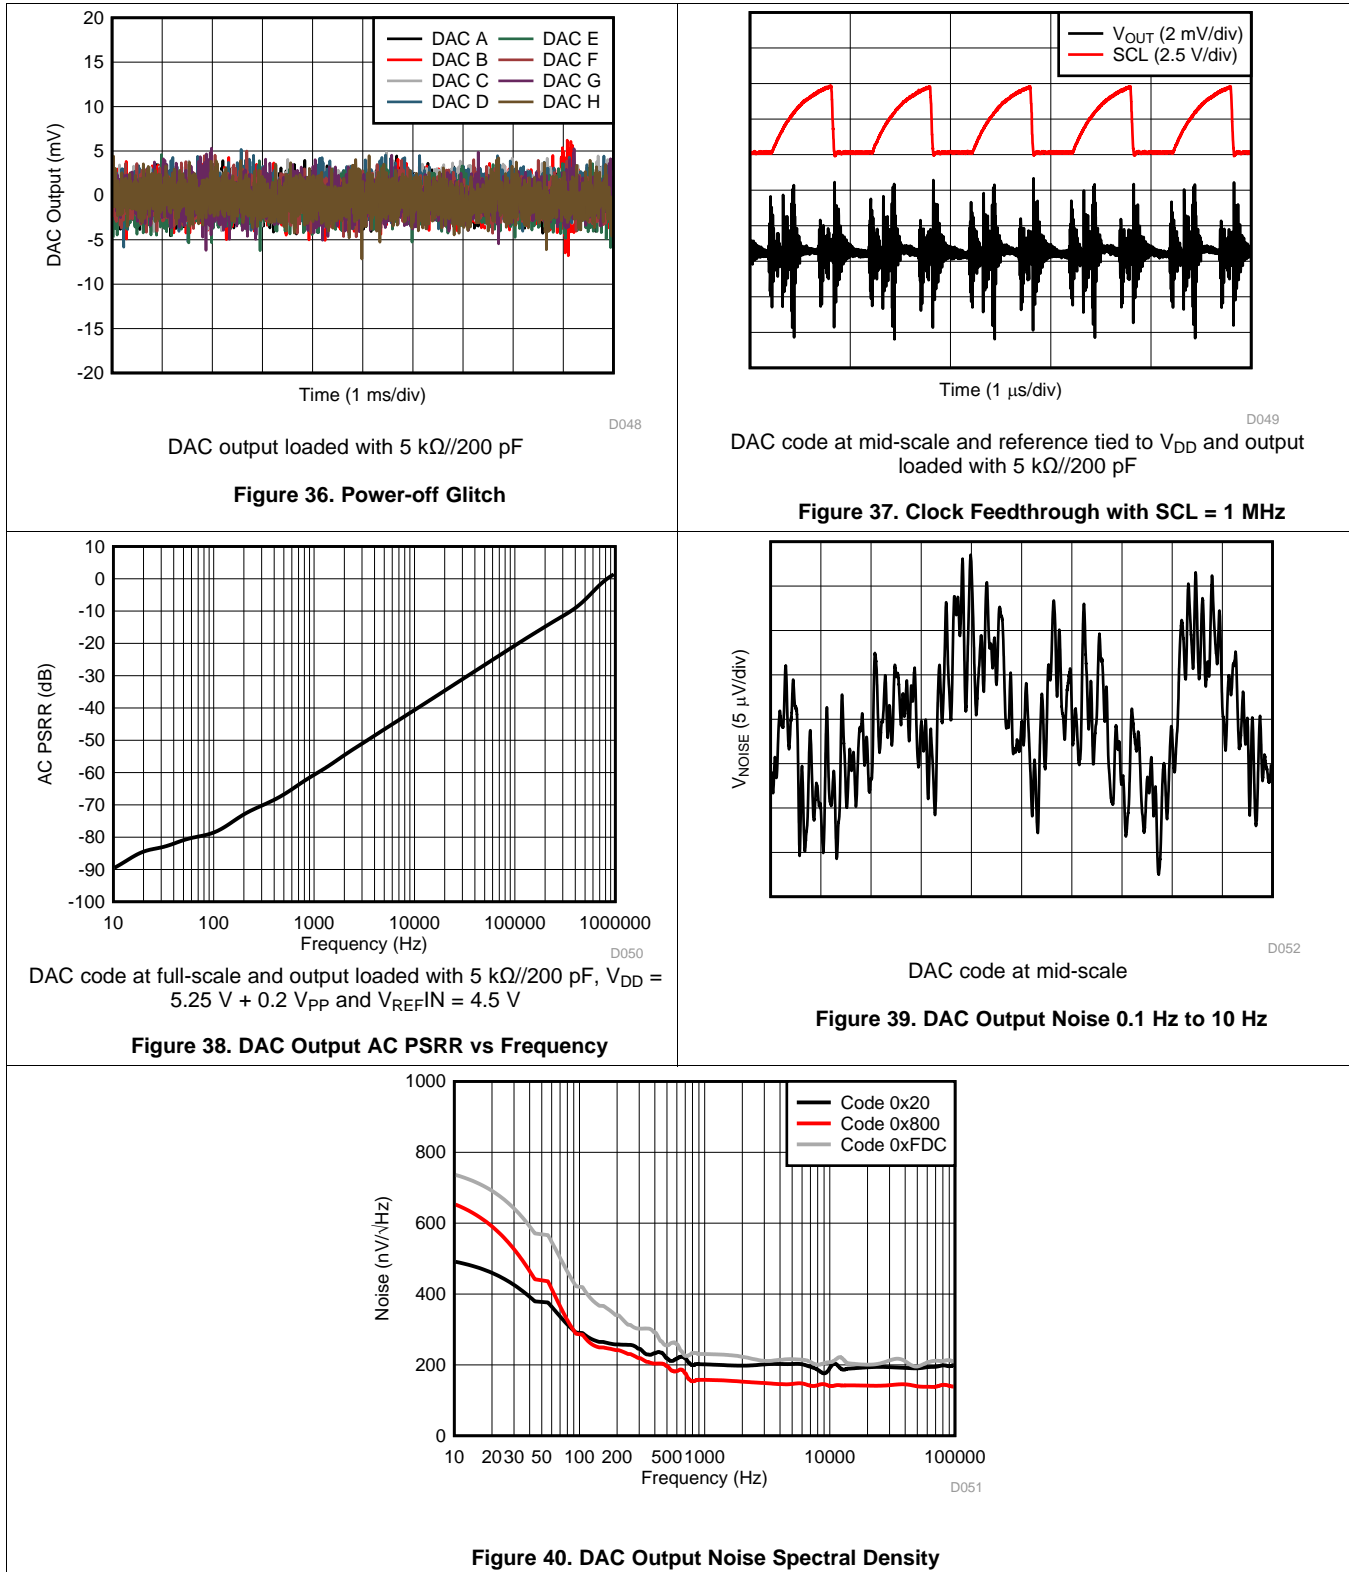 20
15
10
5
0
-5
-10
-15
-20
DAC Output (mV)
DAC A
DAC B
DAC C
DAC D
DAC E
DAC F
DAC G
DAC H
Time (1 ms/div)
D048
DAC output loaded with 5 kΩ//200 pF
Figure 36. Power-off Glitch
VOUT (2 mV/div)
SCL (2.5 V/div)
Time (1 μs/div)
D049
DAC code at mid-scale and reference tied to VDD and output
loaded with 5 kΩ//200 pF
Figure 37. Clock Feedthrough with SCL = 1 MHz
10
0
-10
-20
-30
-40
-50
-60
-70
-80
-90
-100
AC PSRR (dB)
10 100 1000 10000 100000 1000000
Frequency (Hz)
D050
DAC code at full-scale and output loaded with 5 kΩ//200 pF, VDD =
5.25 V + 0.2 VPP and VREFIN = 4.5 V
Figure 38. DAC Output AC PSRR vs Frequency
VNOISE (5 μV/div)
D052
DAC code at mid-scale
Figure 39. DAC Output Noise 0.1 Hz to 10 Hz
1000
800
600
400
200
0
Noise (nV/√Hz)
Code 0x20
Code 0x800
Code 0xFDC
10 20 30 50 100 200 500 1000 10000 100000
Frequency (Hz)
D051
Figure 40. DAC Output Noise Spectral Density